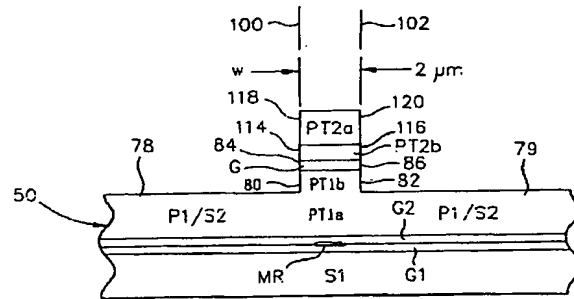 100 102
w 2 μm
118 120
PT2a
114 116
84 PT2b
78 G 86 79
80 PT1b 82
50 P1/S2 PT1a G2 P1/S2
MR S1 G1